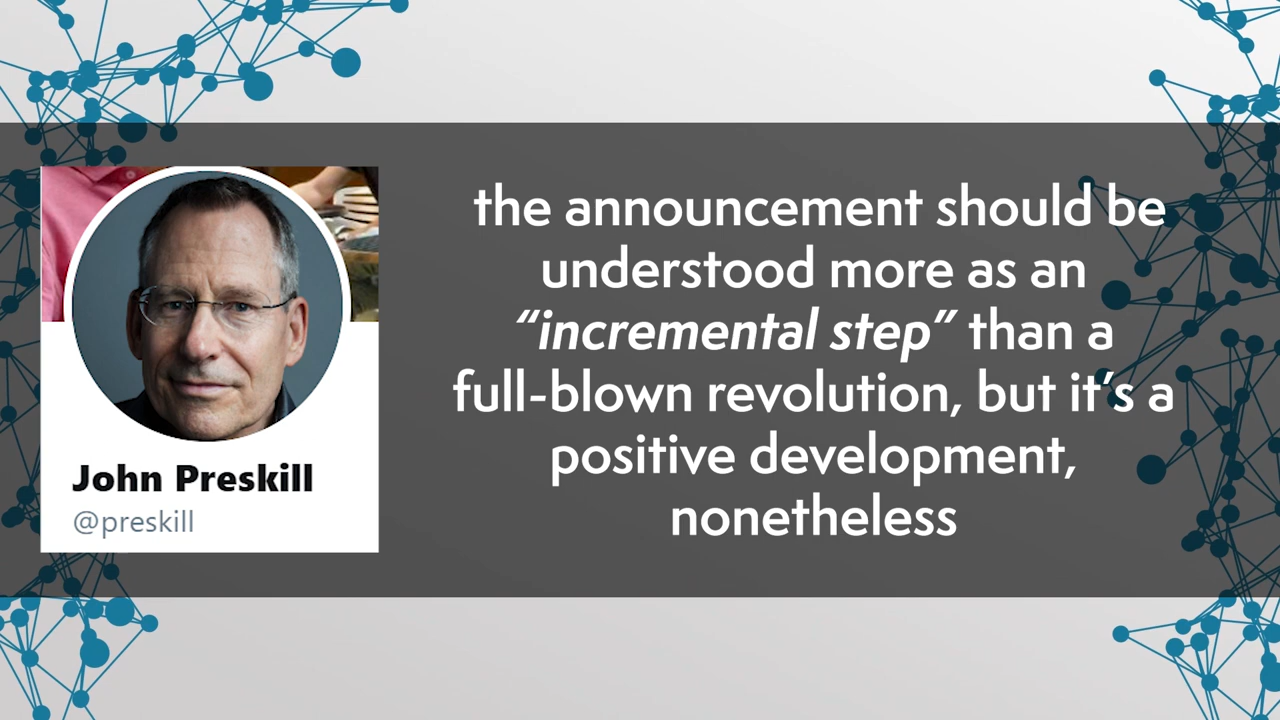 John Preskill
@preskill
the announcement should be
understood more as an
“incremental step” than a
full-blown revolution, but it’s a
positive development,
nonetheless